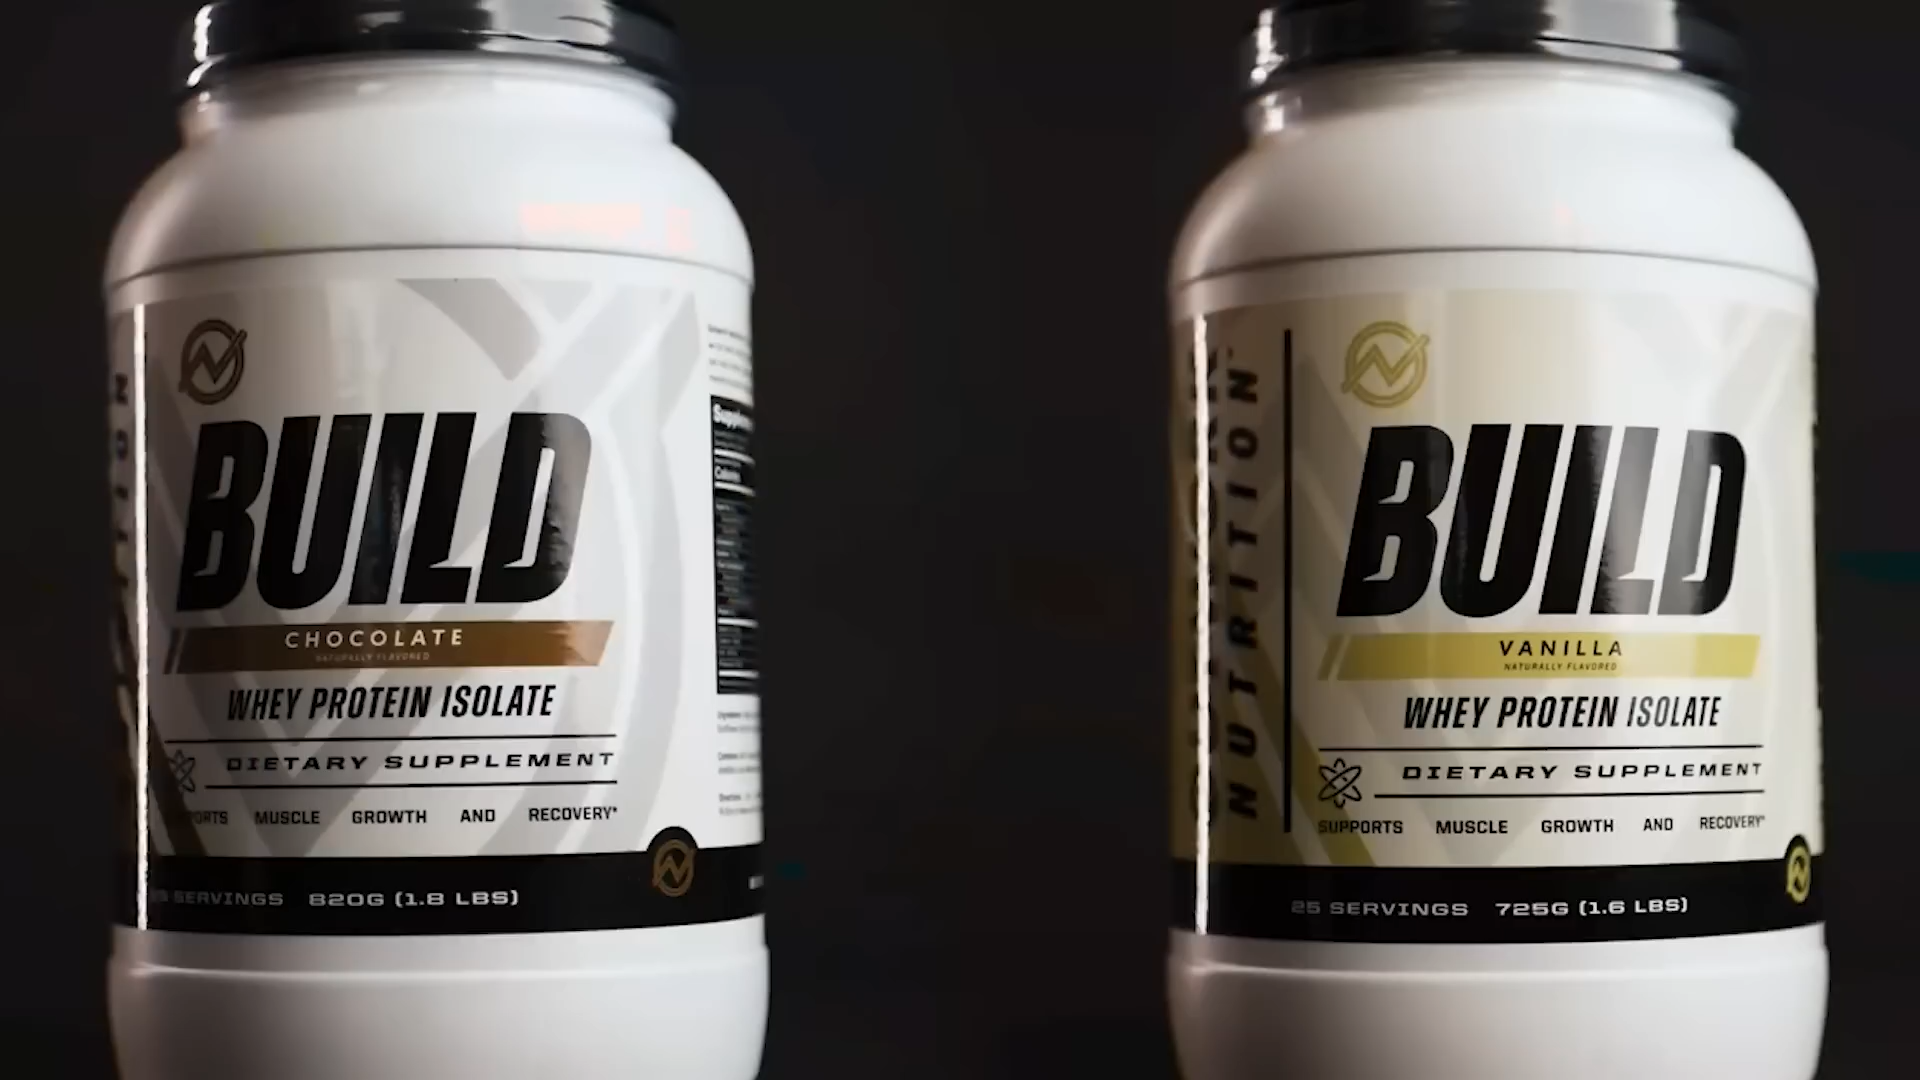 BUILD
CHOCOLATE
NATURALLY FLAVORED
WHEY PROTEIN ISOLATE
DIETARY SUPPLEMENT
MUSCLE GROWTH AND RECOVERY*
SERVINGS 820G (1.8 LBS)
NUTRITION
BUILD
VANILLA
NATURALLY FLAVORED
WHEY PROTEIN ISOLATE
DIETARY SUPPLEMENT
SUPPORTS MUSCLE GROWTH AND RECOVERY*
25 SERVINGS 725G (1.6 LBS)